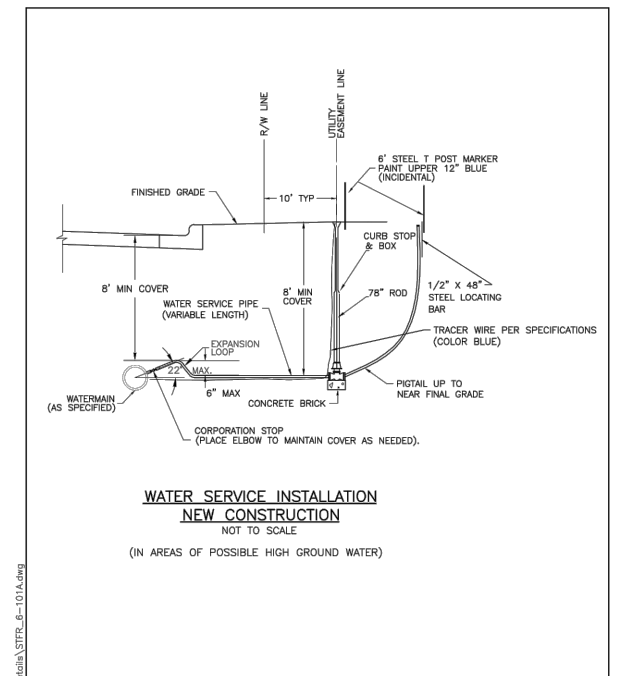 R/W LINE
UTILITY
EASEMENT LINE
6' STEEL T POST MARKER
PAINT UPPER 12" BLUE
(INCIDENTAL)
FINISHED GRADE
10' TYP
CURB STOP
& BOX
8' MIN COVER
8' MIN
COVER
78" ROD
1/2" X 48"
STEEL LOCATING
BAR
WATER SERVICE PIPE
(VARIABLE LENGTH)
TRACER WIRE PER SPECIFICATIONS
(COLOR BLUE)
EXPANSION
LOOP
22°
MAX.
6" MAX
PIGTAIL UP TO
NEAR FINAL GRADE
WATERMAIN
(AS SPECIFIED)
CONCRETE BRICK
CORPORATION STOP
(PLACE ELBOW TO MAINTAIN COVER AS NEEDED).
WATER SERVICE INSTALLATION
NEW CONSTRUCTION
NOT TO SCALE
(IN AREAS OF POSSIBLE HIGH GROUND WATER)
etails\STFR_6-101A.dwg